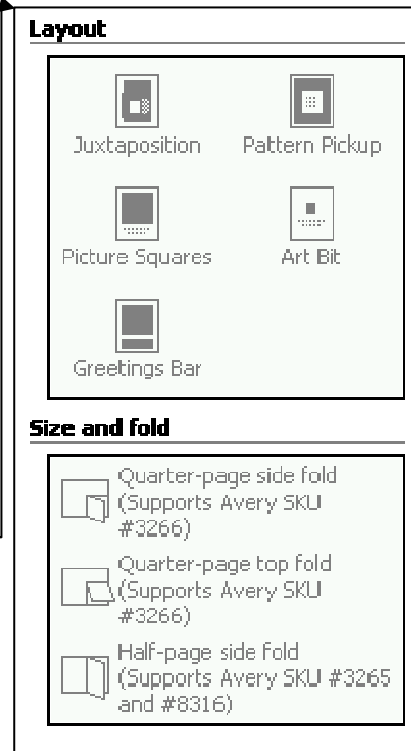 Layout
Juxtaposition
Pattern Pickup
Picture Squares
Art Bit
Greetings Bar
Size and fold
Quarter-page side fold
(Supports Avery SKU
#3266)
Quarter-page top fold
(Supports Avery SKU
#3266)
Half-page side fold
(Supports Avery SKU #3265
and #8316)